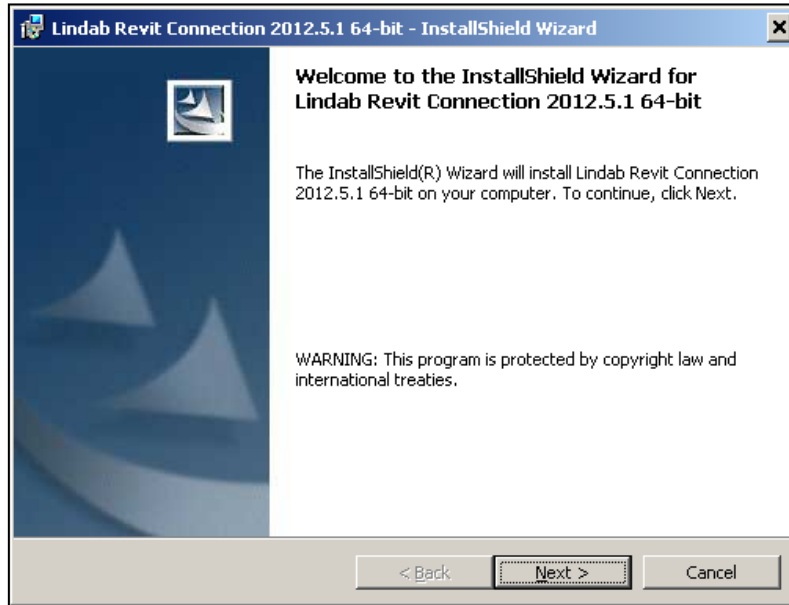 Lindab Revit Connection 2012.5.1 64-bit - InstallShield Wizard
Welcome to the InstallShield Wizard for
Lindab Revit Connection 2012.5.1 64-bit
The InstallShield(R) Wizard will install Lindab Revit Connection
2012.5.1 64-bit on your computer. To continue, click Next.
WARNING: This program is protected by copyright law and
international treaties.
< Back Next > Cancel